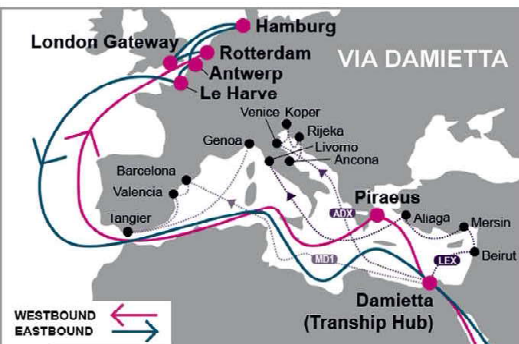 Hamburg
London Gateway
Rotterdam
VIA DAMIETTA
Antwerp
Le Harve
Venice Koper
Rijeka
Genoa
Livorno
Ancona
Barcelona
Valencia
Tangier
Piraeus
ADX
Aliaga
Mersin
MD1
LEX
Beirut
Damietta
(Tranship Hub)
WESTBOUND
EASTBOUND